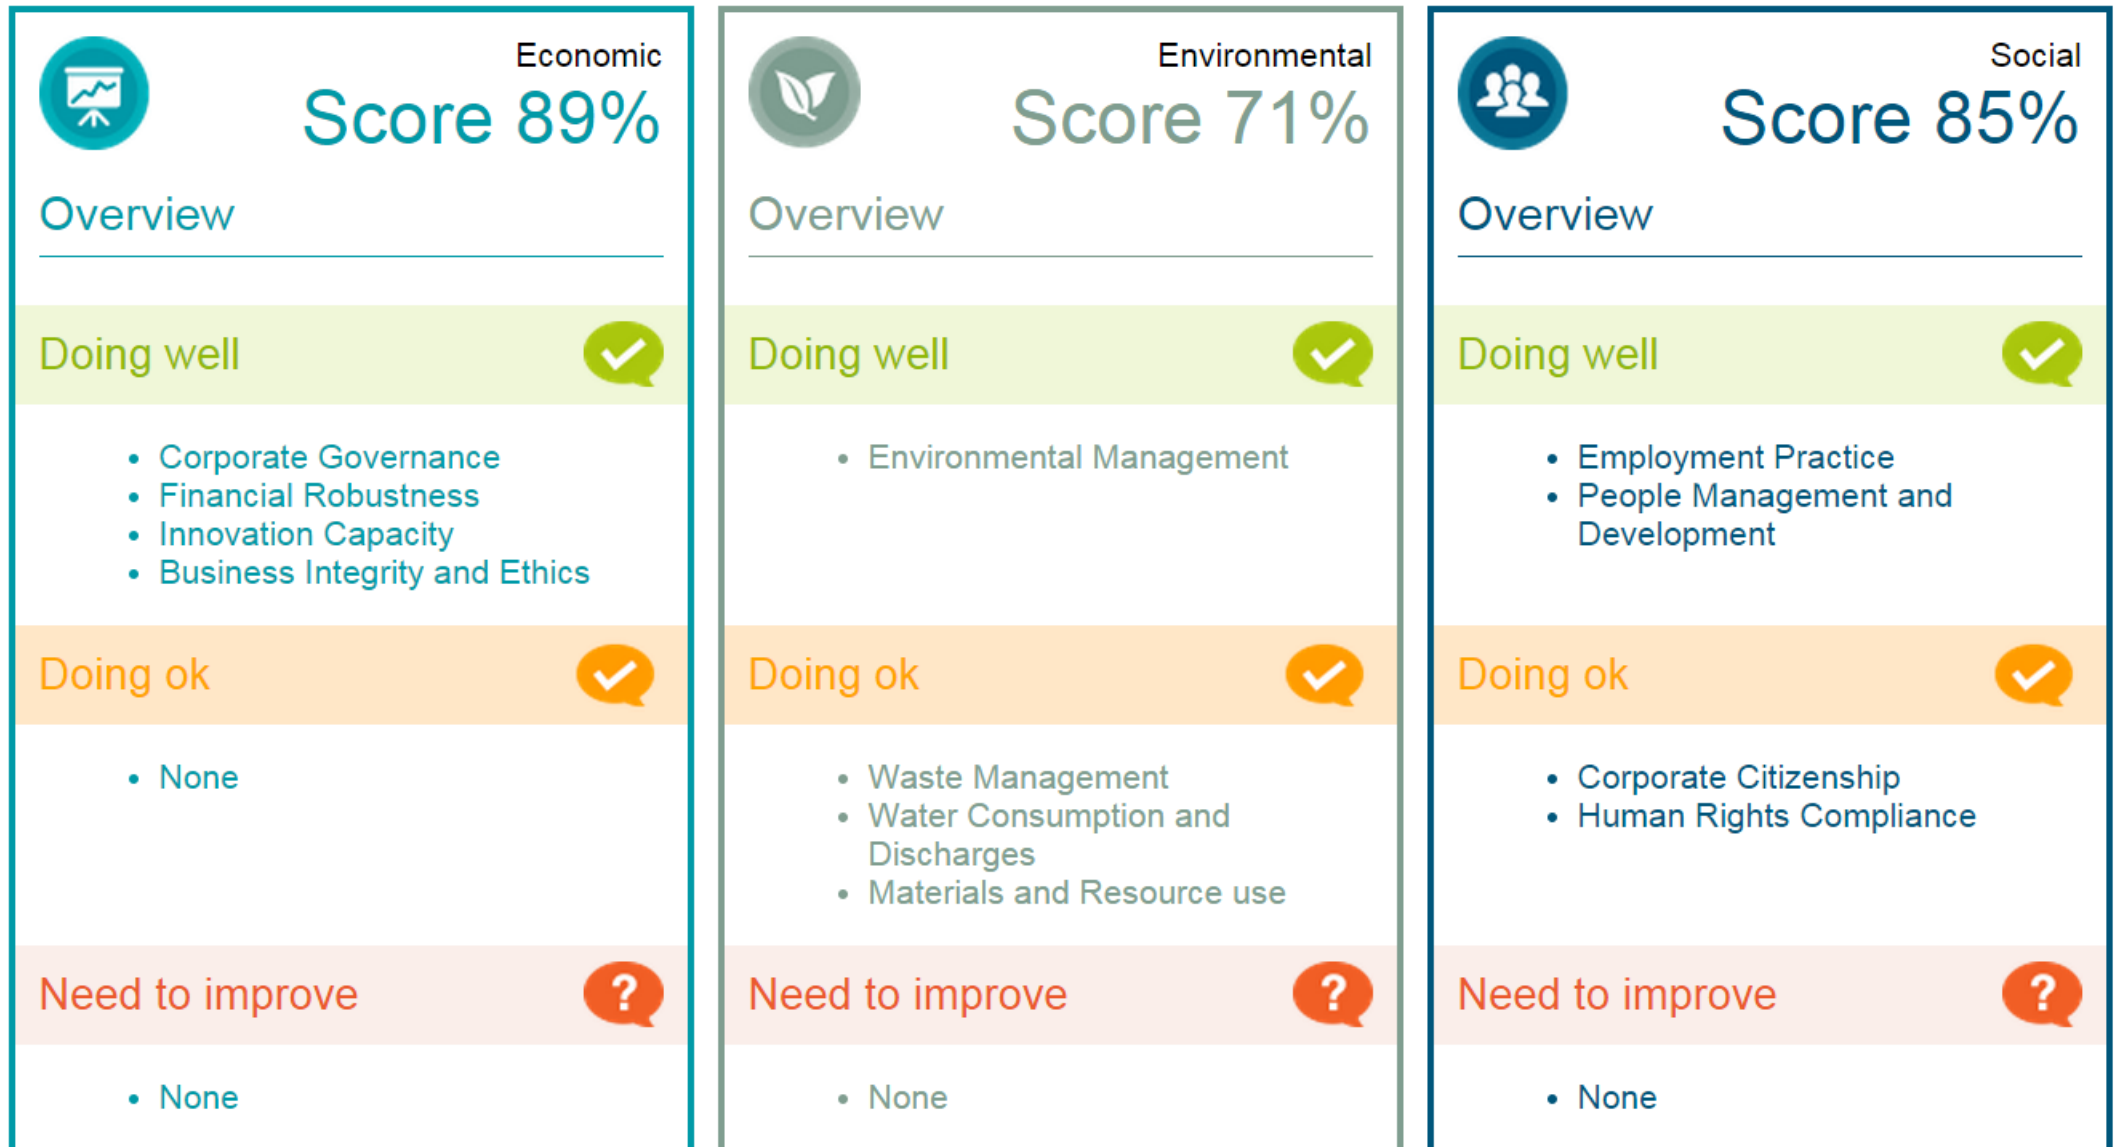 Economic
Score 89%
Overview
Doing well
Corporate Governance
Financial Robustness
Innovation Capacity
Business Integrity and Ethics
Doing ok
None
Need to improve
None
Environmental
Score 71%
Overview
Doing well
Environmental Management
Doing ok
Waste Management
Water Consumption and
Discharges
Materials and Resource use
Need to improve
None
Social
Score 85%
Overview
Doing well
Employment Practice
People Management and
Development
Doing ok
Corporate Citizenship
Human Rights Compliance
Need to improve
None